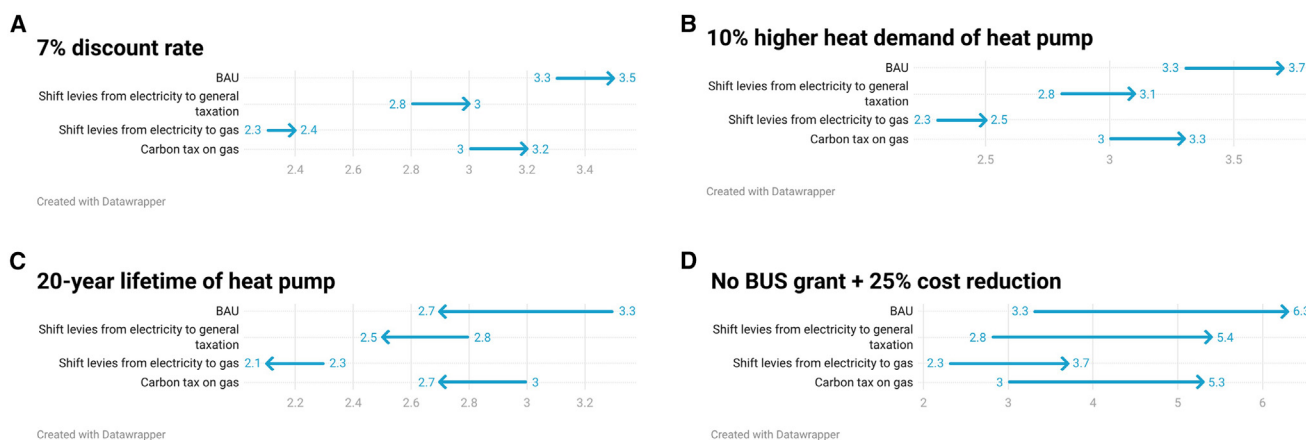 A
7% discount rate
BAU
3.3 3.5
Shift levies from electricity to general
taxation
2.8 3
Shift levies from electricity to gas
2.3 2.4
Carbon tax on gas
3 3.2
2.4 2.6 2.8 3 3.2 3.4
Created with Datawrapper
B
10% higher heat demand of heat pump
BAU
3.3 3.7
Shift levies from electricity to general
taxation
2.8 3.1
Shift levies from electricity to gas
2.3 2.5
Carbon tax on gas
3 3.3
2.5 3 3.5
Created with Datawrapper
C
20-year lifetime of heat pump
BAU
2.7 3.3
Shift levies from electricity to general
taxation
2.5 2.8
Shift levies from electricity to gas
2.1 2.3
Carbon tax on gas
2.7 3
2.2 2.4 2.6 2.8 3 3.2
Created with Datawrapper
D
No BUS grant + 25% cost reduction
BAU
3.3 6.3
Shift levies from electricity to general
taxation
2.8 5.4
Shift levies from electricity to gas
2.3 3.7
Carbon tax on gas
3 5.3
2 3 4 5 6
Created with Datawrapper